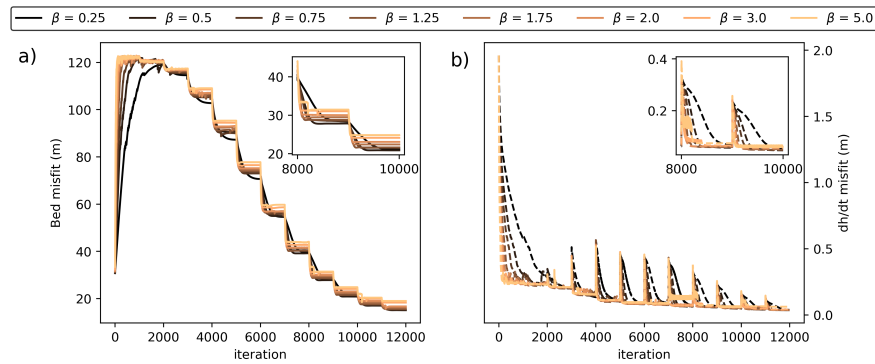 β = 0.25 β = 0.5 β = 0.75 β = 1.25 β = 1.75 β = 2.0 β = 3.0 β = 5.0
a)
120
100
80
60
40
20
Bed misfit (m)
0 2000 4000 6000 8000 10000 12000
iteration
40
30
20
8000 10000
b)
0.4
0.2
8000 10000
2.0
1.5
1.0
0.5
0.0
dh/dt misfit (m)
0 2000 4000 6000 8000 10000 12000
iteration